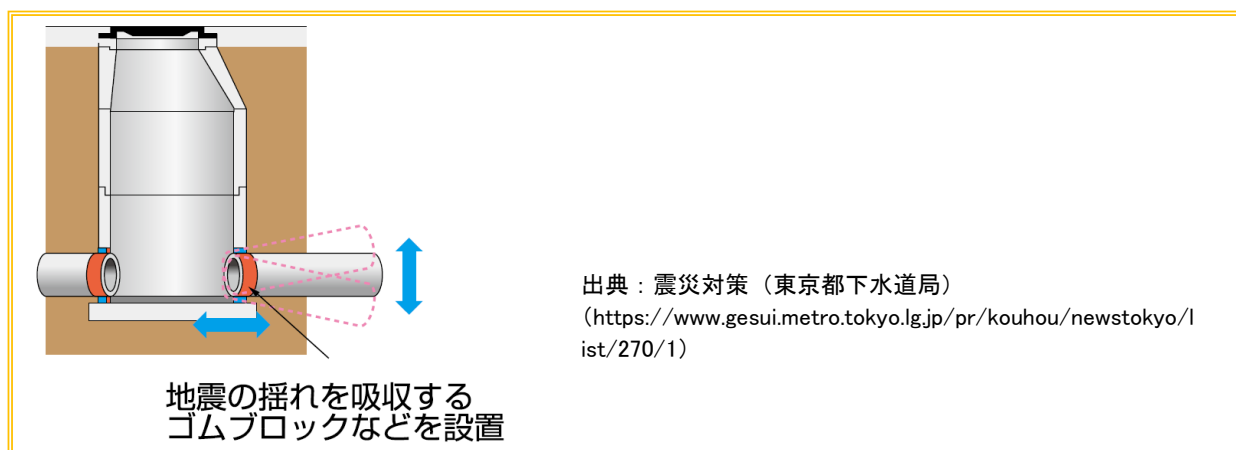 地震の揺れを吸収する
ゴムブロックなどを設置
出典：震災対策（東京都下水道局）
（https://www.gesui.metro.tokyo.lg.jp/pr/kouhou/newstokyo/l
ist/270/1）